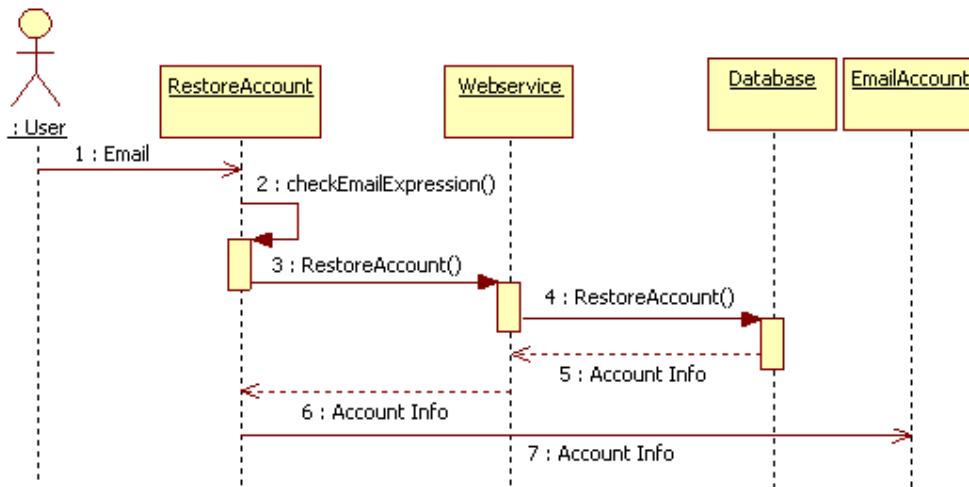 RestoreAccount
Webservice
Database
EmailAccount
: User
1 : Email
2 : checkEmailExpression()
3 : RestoreAccount()
4 : RestoreAccount()
5 : Account Info
6 : Account Info
7 : Account Info